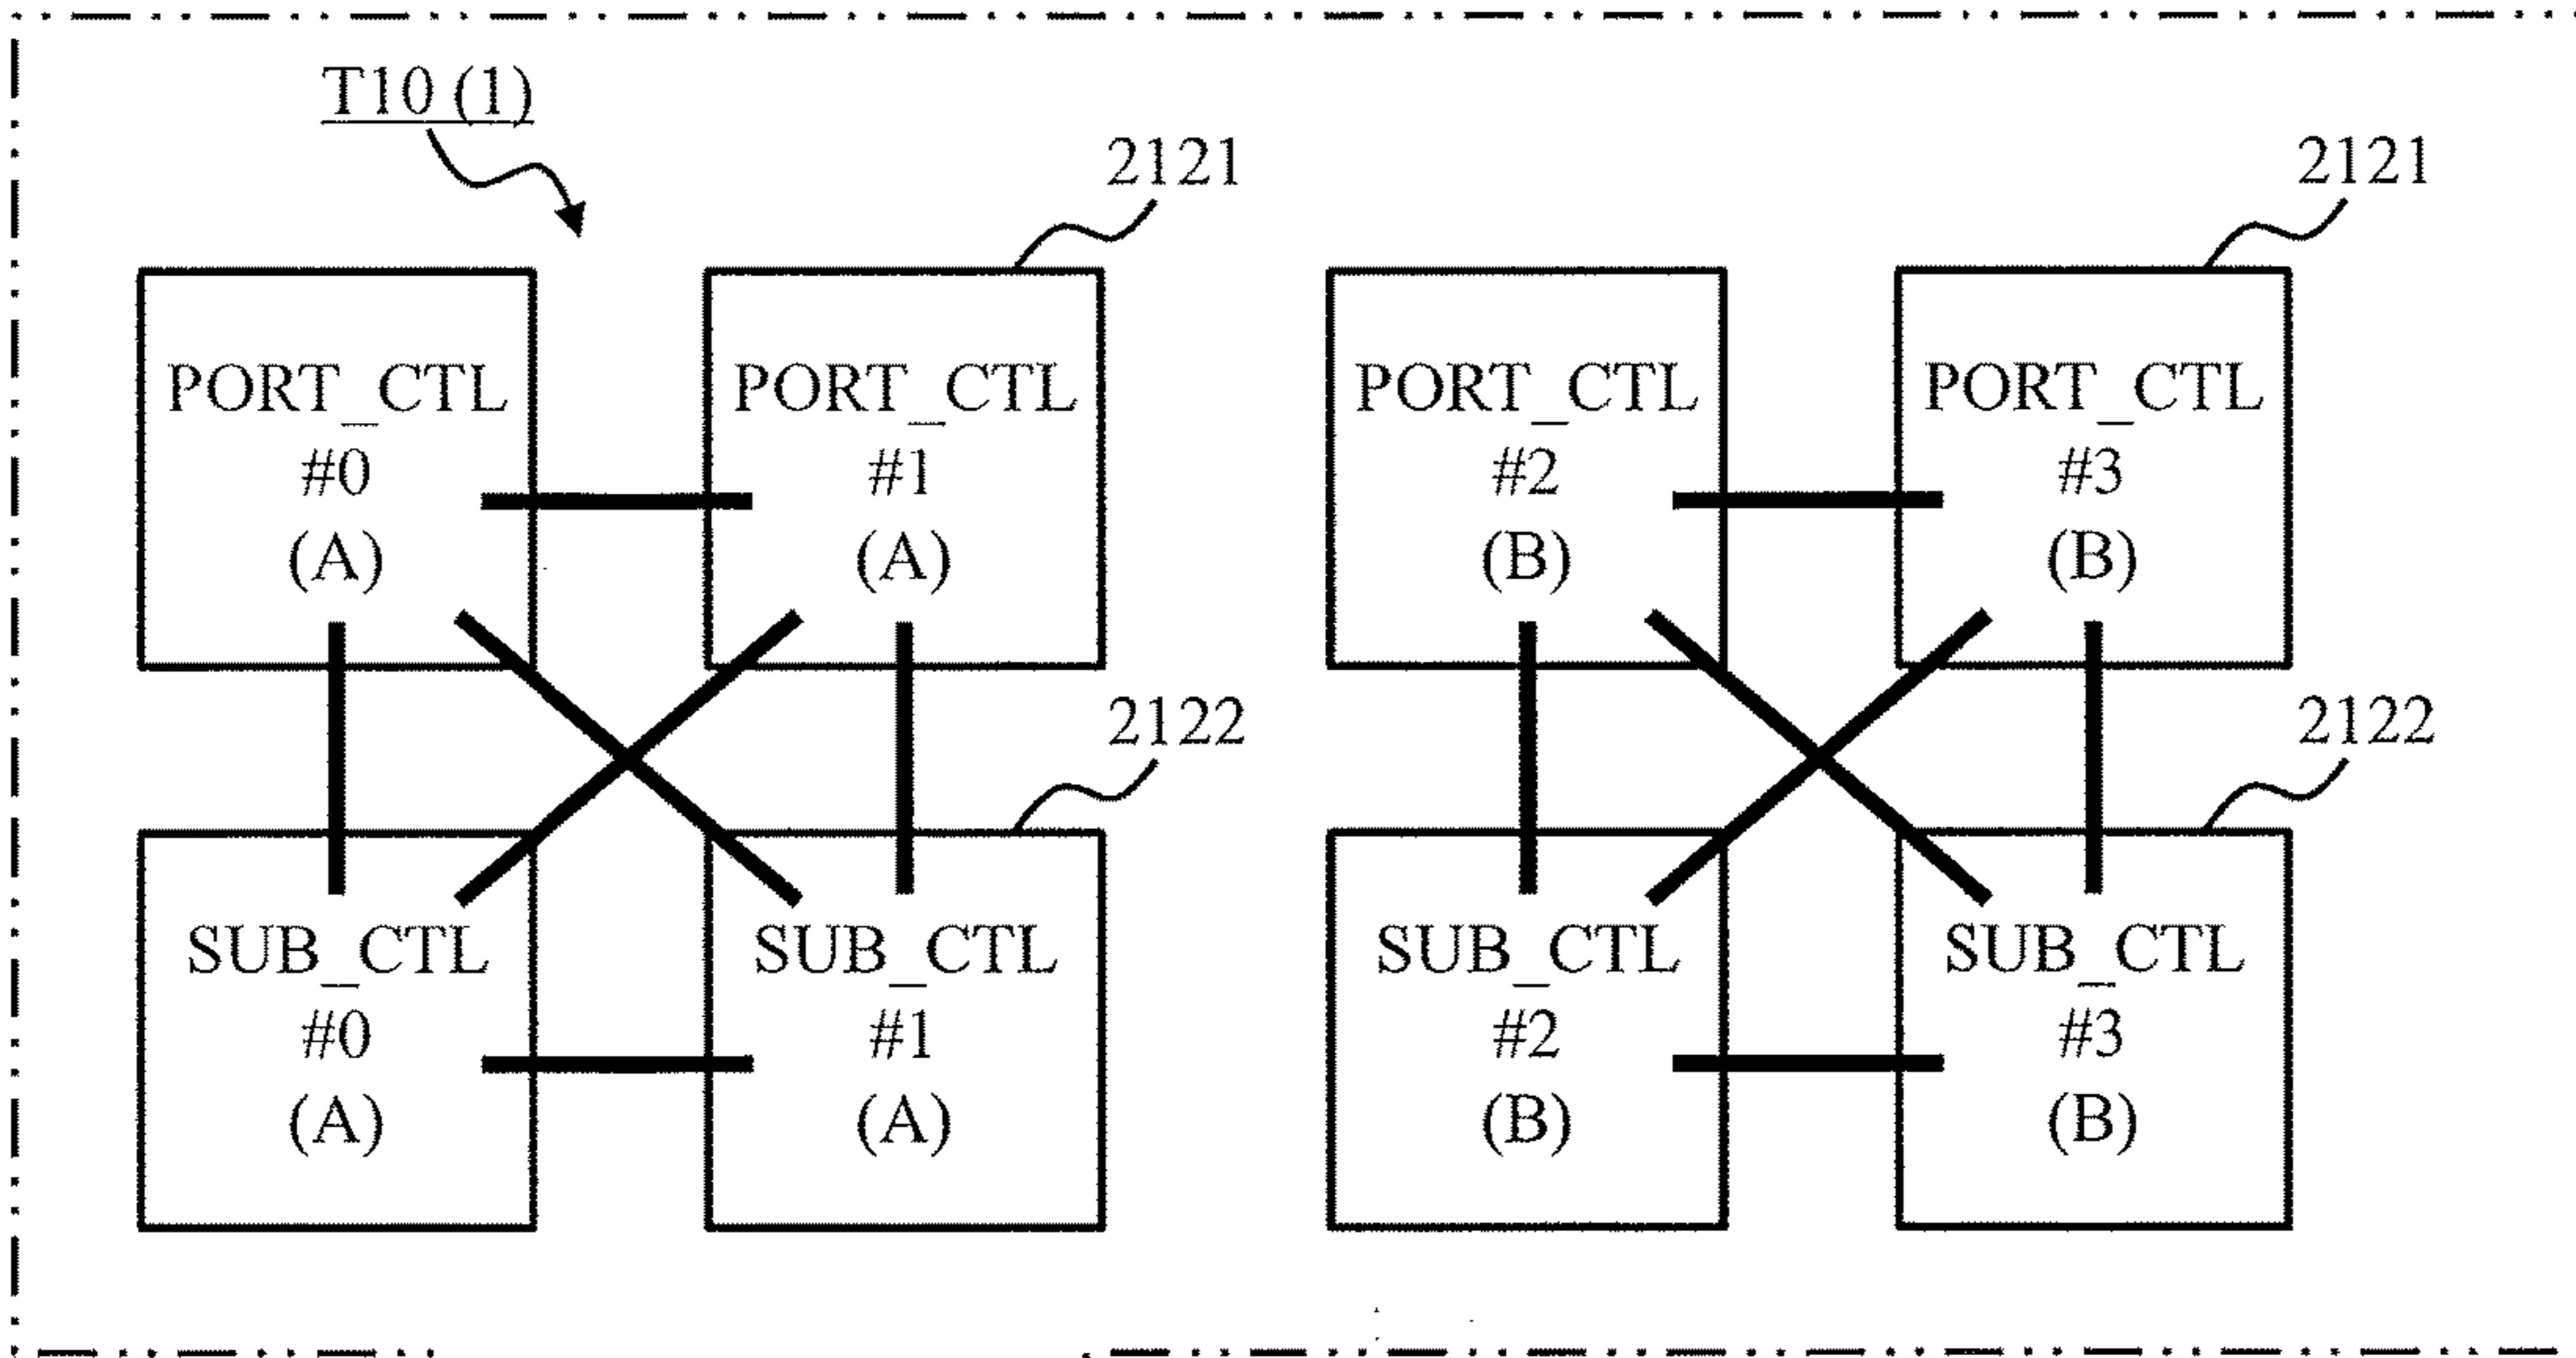 T10 (1)
2121
2121
PORT_CTL
#0
(A)
PORT_CTL
#1
(A)
PORT_CTL
#2
(B)
PORT_CTL
#3
(B)
2122
2122
SUB_CTL
#0
(A)
SUB_CTL
#1
(A)
SUB_CTL
#2
(B)
SUB_CTL
#3
(B)